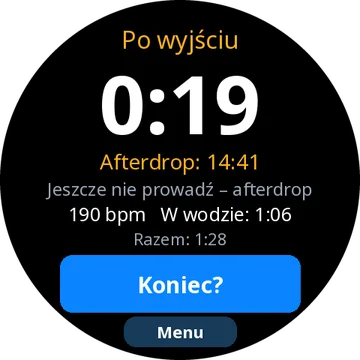 Po wyjściu
0:19
Afterdrop: 14:41
Jeszcze nie prowadź – afterdrop
190 bpm W wodzie: 1:06
Razem: 1:28
Koniec?
Menu